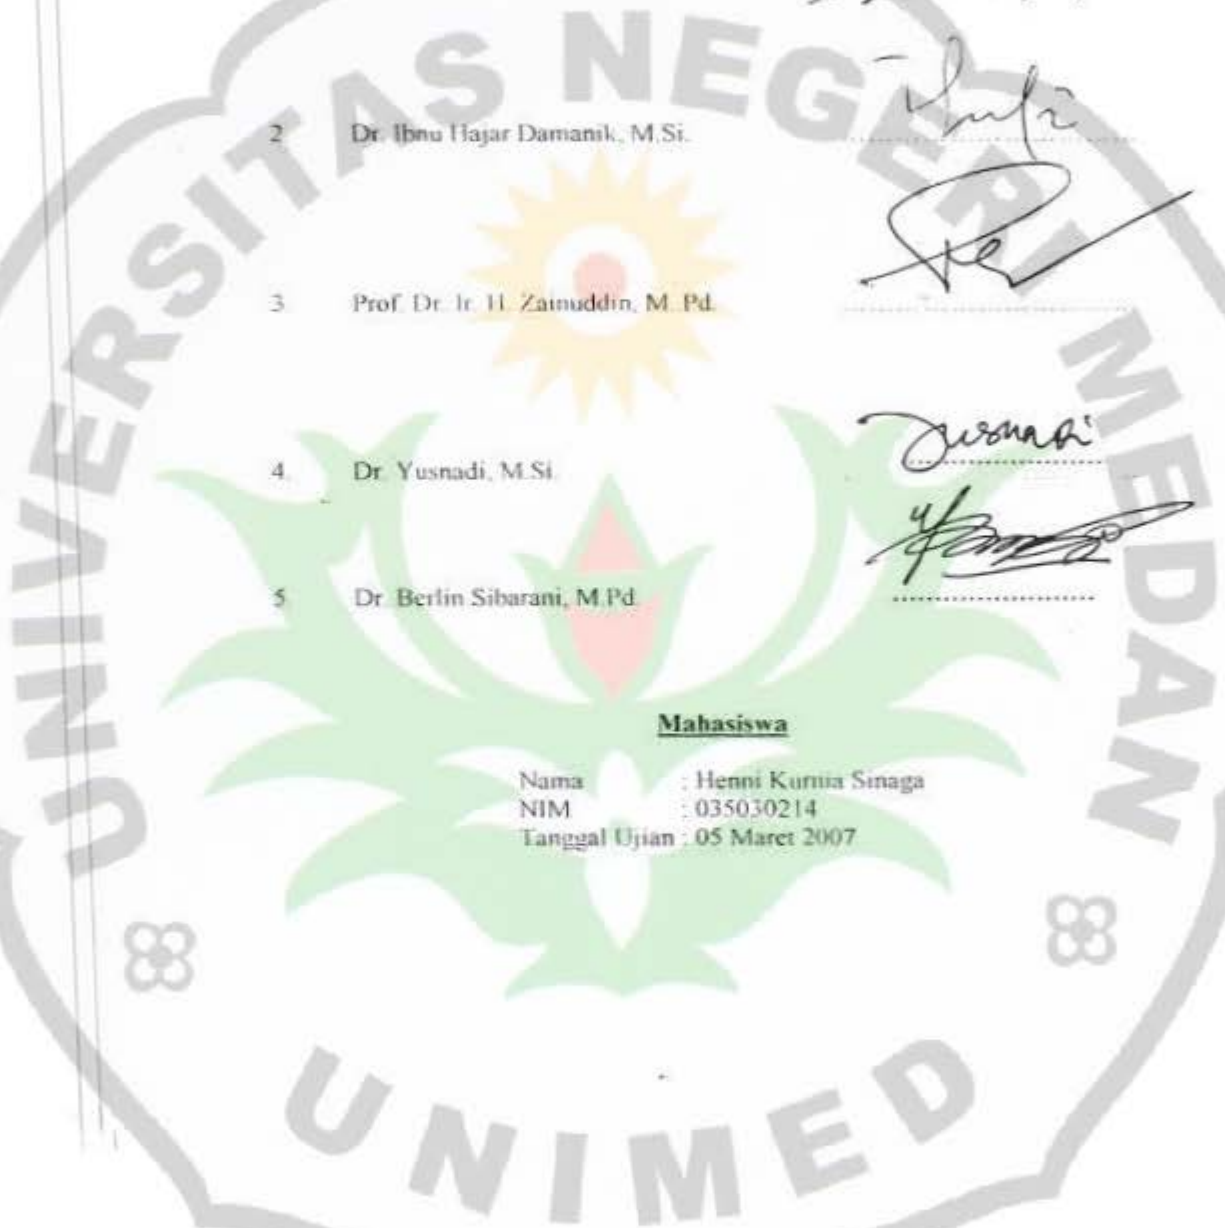 UNIVERSITAS NEGERI MEDAN
2 Dr. Ibnu Hajar Damanik, M.Si.
3 Prof. Dr. Ir. H. Zainuddin, M. Pd.
4. Dr. Yusnadi, M.Si.
Yusnadi
5 Dr. Berlin Sibarani, M.Pd.
Mahasiswa
Nama : Henni Kurnia Sinaga
NIM : 035030214
Tanggal Ujian : 05 Maret 2007
UNIMED